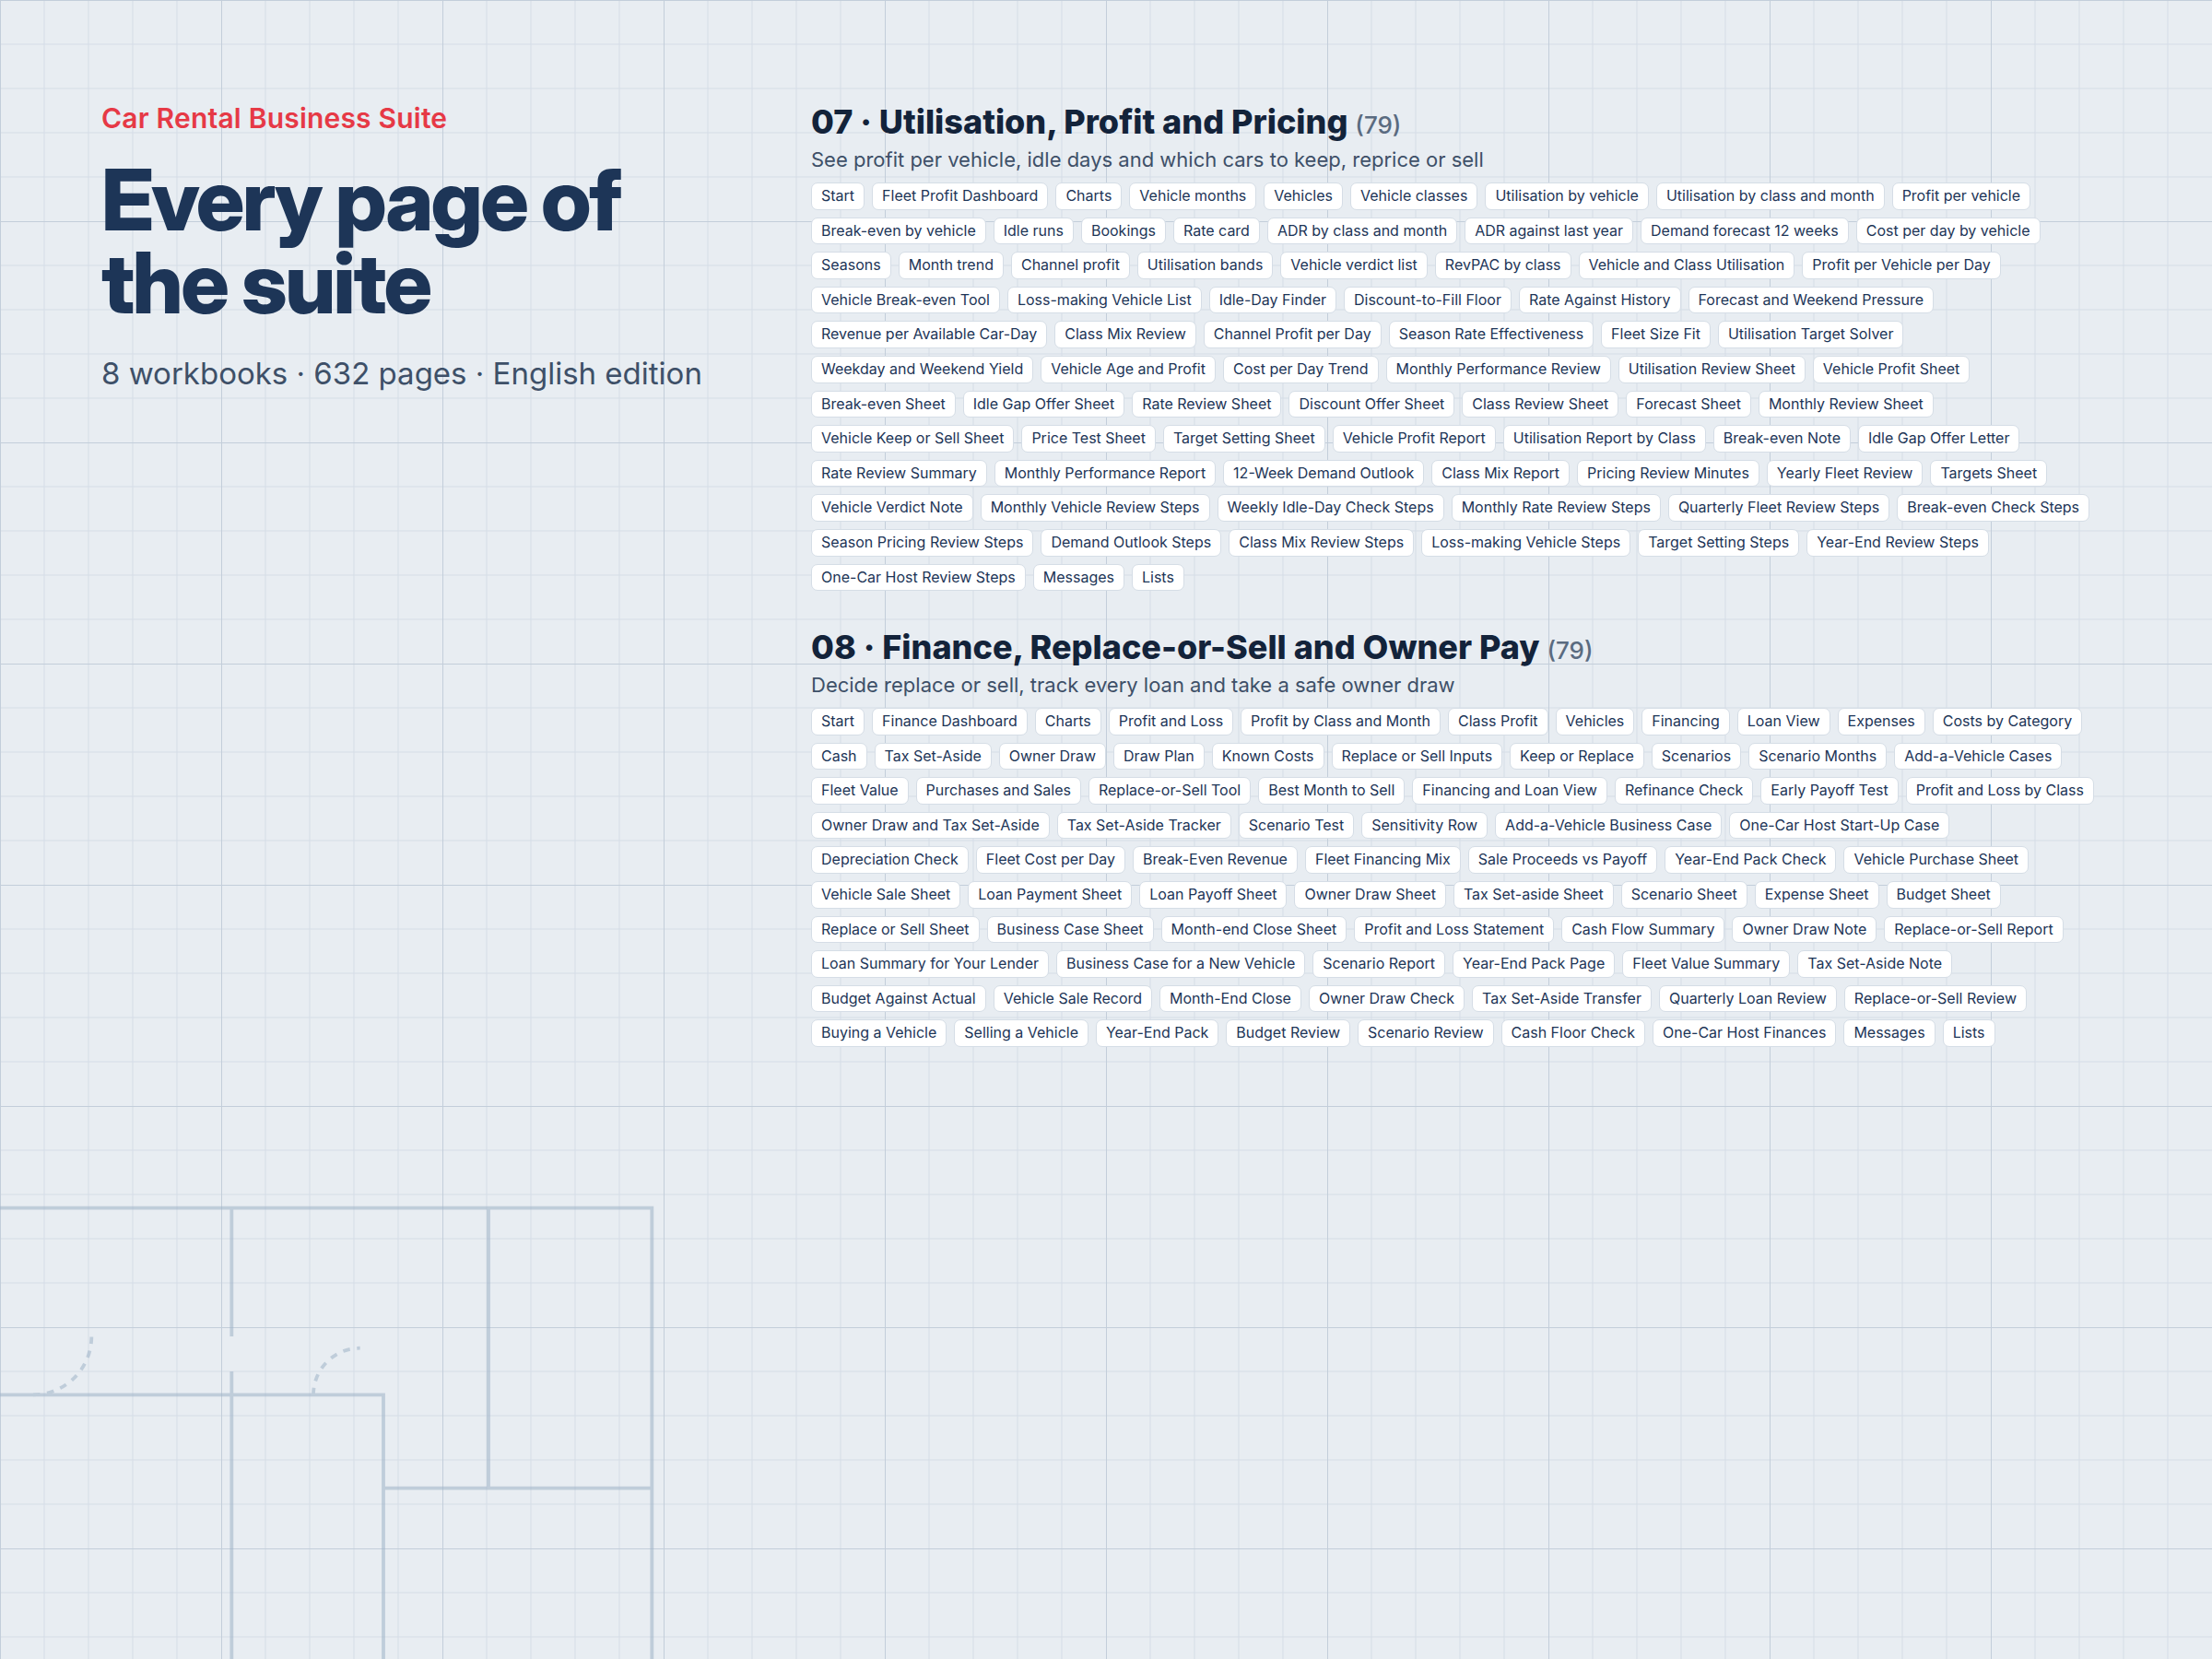 Car Rental Business Suite
Every page of
the suite
8 workbooks · 632 pages · English edition
07 · Utilisation, Profit and Pricing (79)
See profit per vehicle, idle days and which cars to keep, reprice or sell
Start Fleet Profit Dashboard Charts Vehicle months Vehicles Vehicle classes Utilisation by vehicle Utilisation by class and month Profit per vehicle
Break-even by vehicle Idle runs Bookings Rate card ADR by class and month ADR against last year Demand forecast 12 weeks Cost per day by vehicle
Seasons Month trend Channel profit Utilisation bands Vehicle verdict list RevPAC by class Vehicle and Class Utilisation Profit per Vehicle per Day
Vehicle Break-even Tool Loss-making Vehicle List Idle-Day Finder Discount-to-Fill Floor Rate Against History Forecast and Weekend Pressure
Revenue per Available Car-Day Class Mix Review Channel Profit per Day Season Rate Effectiveness Fleet Size Fit Utilisation Target Solver
Weekday and Weekend Yield Vehicle Age and Profit Cost per Day Trend Monthly Performance Review Utilisation Review Sheet Vehicle Profit Sheet
Break-even Sheet Idle Gap Offer Sheet Rate Review Sheet Discount Offer Sheet Class Review Sheet Forecast Sheet Monthly Review Sheet
Vehicle Keep or Sell Sheet Price Test Sheet Target Setting Sheet Vehicle Profit Report Utilisation Report by Class Break-even Note Idle Gap Offer Letter
Rate Review Summary Monthly Performance Report 12-Week Demand Outlook Class Mix Report Pricing Review Minutes Yearly Fleet Review Targets Sheet
Vehicle Verdict Note Monthly Vehicle Review Steps Weekly Idle-Day Check Steps Monthly Rate Review Steps Quarterly Fleet Review Steps Break-even Check Steps
Season Pricing Review Steps Demand Outlook Steps Class Mix Review Steps Loss-making Vehicle Steps Target Setting Steps Year-End Review Steps
One-Car Host Review Steps Messages Lists
08 · Finance, Replace-or-Sell and Owner Pay (79)
Decide replace or sell, track every loan and take a safe owner draw
Start Finance Dashboard Charts Profit and Loss Profit by Class and Month Class Profit Vehicles Financing Loan View Expenses Costs by Category
Cash Tax Set-Aside Owner Draw Draw Plan Known Costs Replace or Sell Inputs Keep or Replace Scenarios Scenario Months Add-a-Vehicle Cases
Fleet Value Purchases and Sales Replace-or-Sell Tool Best Month to Sell Financing and Loan View Refinance Check Early Payoff Test Profit and Loss by Class
Owner Draw and Tax Set-Aside Tax Set-Aside Tracker Scenario Test Sensitivity Row Add-a-Vehicle Business Case One-Car Host Start-Up Case
Depreciation Check Fleet Cost per Day Break-Even Revenue Fleet Financing Mix Sale Proceeds vs Payoff Year-End Pack Check Vehicle Purchase Sheet
Vehicle Sale Sheet Loan Payment Sheet Loan Payoff Sheet Owner Draw Sheet Tax Set-aside Sheet Scenario Sheet Expense Sheet Budget Sheet
Replace or Sell Sheet Business Case Sheet Month-end Close Sheet Profit and Loss Statement Cash Flow Summary Owner Draw Note Replace-or-Sell Report
Loan Summary for Your Lender Business Case for a New Vehicle Scenario Report Year-End Pack Page Fleet Value Summary Tax Set-Aside Note
Budget Against Actual Vehicle Sale Record Month-End Close Owner Draw Check Tax Set-Aside Transfer Quarterly Loan Review Replace-or-Sell Review
Buying a Vehicle Selling a Vehicle Year-End Pack Budget Review Scenario Review Cash Floor Check One-Car Host Finances Messages Lists